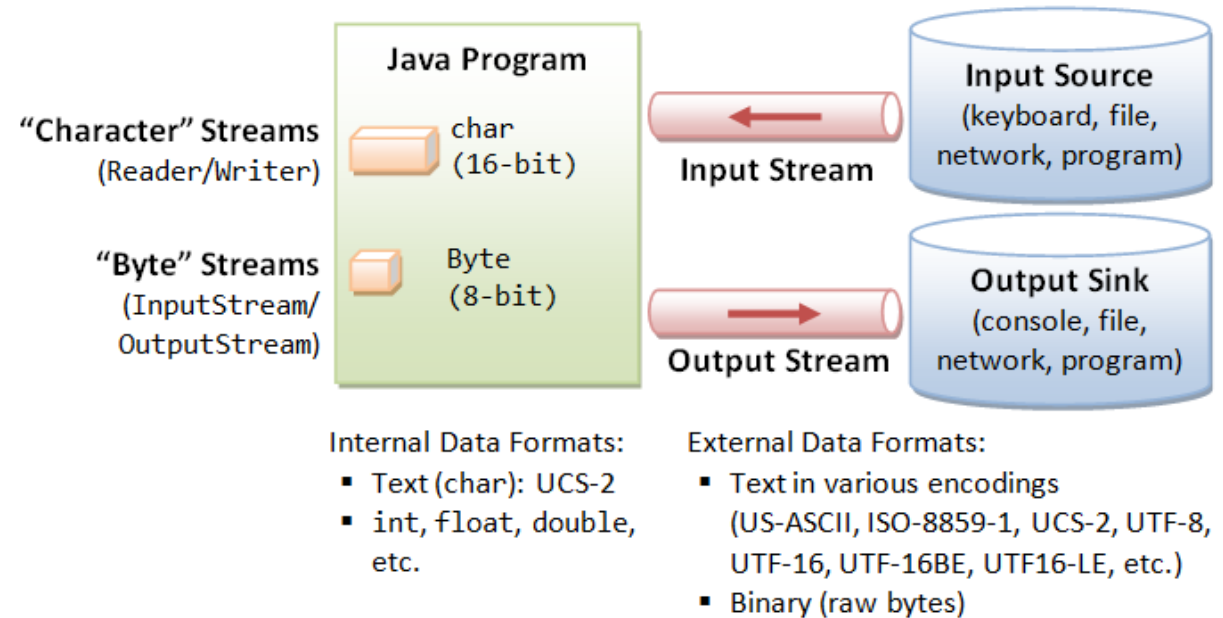 Java Program
"Character" Streams
(Reader/Writer)
char
(16-bit)
"Byte" Streams
(InputStream/
OutputStream)
Byte
(8-bit)
Input Stream
Output Stream
Input Source
(keyboard, file,
network, program)
Output Sink
(console, file,
network, program)
Internal Data Formats:
▪ Text (char): UCS-2
▪ int, float, double,
etc.
External Data Formats:
▪ Text in various encodings
(US-ASCII, ISO-8859-1, UCS-2, UTF-8,
UTF-16, UTF-16BE, UTF16-LE, etc.)
▪ Binary (raw bytes)